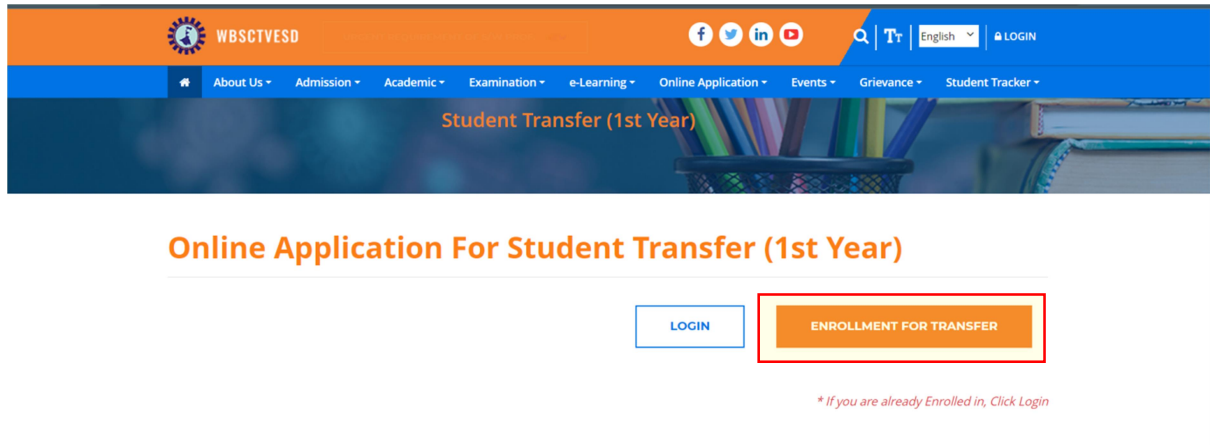 WBSCTVESD
Tт English LOGIN
About Us Admission Academic Examination e-Learning Online Application Events Grievance Student Tracker
Student Transfer (1st Year)
Online Application For Student Transfer (1st Year)
LOGIN ENROLLMENT FOR TRANSFER
* If you are already Enrolled in, Click Login